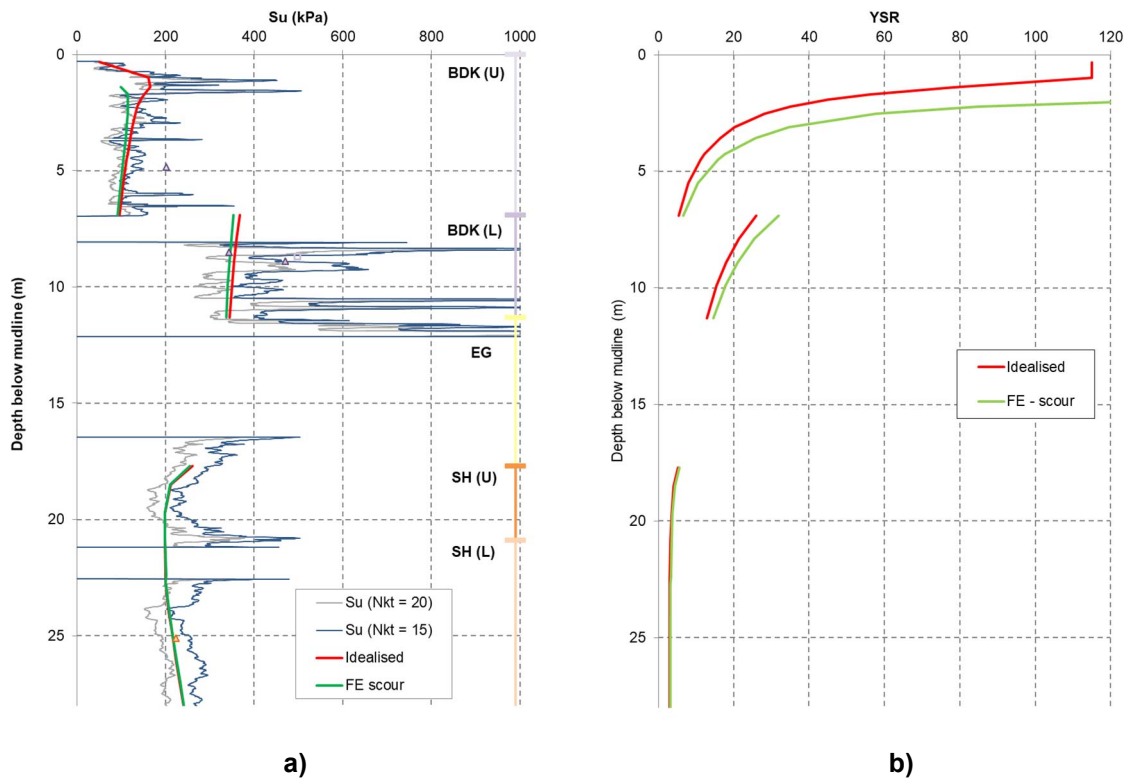 Su (kPa)
0 200 400 600 800 1000
0
5
10
15
20
25
Depth below mudline (m)
BDK (U)
BDK (L)
EG
SH (U)
SH (L)
Su (Nkt = 20)
Su (Nkt = 15)
Idealised
FE scour
a)
YSR
0 20 40 60 80 100 120
0
5
10
15
20
25
Depth below mudline (m)
Idealised
FE - scour
b)